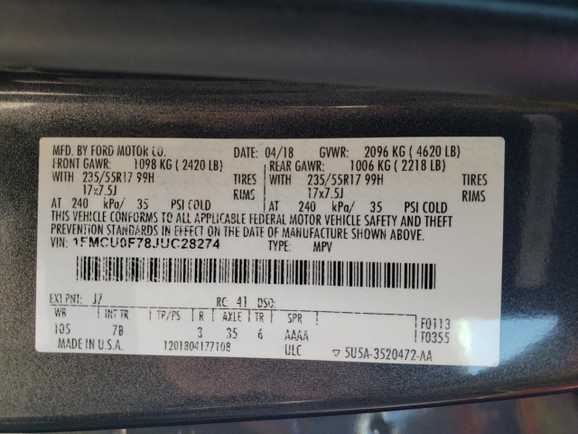 MFD. BY FORD MOTOR CO. DATE: 04/18 GVWR: 2096 KG ( 4620 LB)
FRONT GAWR: 1098 KG ( 2420 LB) REAR GAWR: 1006 KG ( 2218 LB)
WITH 235/55R17 99H TIRES WITH 235/55R17 99H TIRES
17x7.5J RIMS 17x7.5J RIMS
AT 240 kPa/ 35 PSI COLD AT 240 kPa/ 35 PSI COLD
THIS VEHICLE CONFORMS TO ALL APPLICABLE FEDERAL MOTOR VEHICLE SAFETY AND THEFT
PREVENTION STANDARDS IN EFFECT ON THE DATE OF MANUFACTURE SHOWN ABOVE.
VIN: 1FMCU0F78JUC28274 TYPE: MPV
EXT PNT: J7 RC: 41 DSO:
WB INT TR TP/PS R AXLE TR SPR F0113
105 7B 3 35 6 AAAA T0355
MADE IN U.S.A. 1201804177108 ULC ▽ 5U5A-3520472-AA